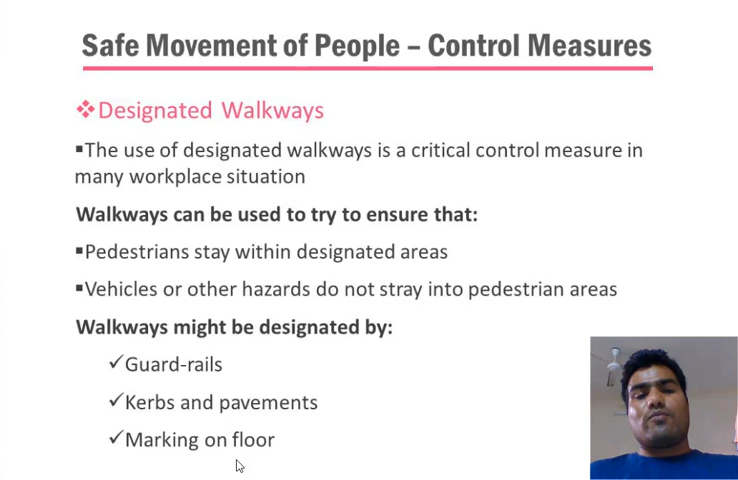 Safe Movement of People – Control Measures
❖Designated Walkways
▪The use of designated walkways is a critical control measure in
many workplace situation
Walkways can be used to try to ensure that:
▪Pedestrians stay within designated areas
▪Vehicles or other hazards do not stray into pedestrian areas
Walkways might be designated by:
✓Guard-rails
✓Kerbs and pavements
✓Marking on floor